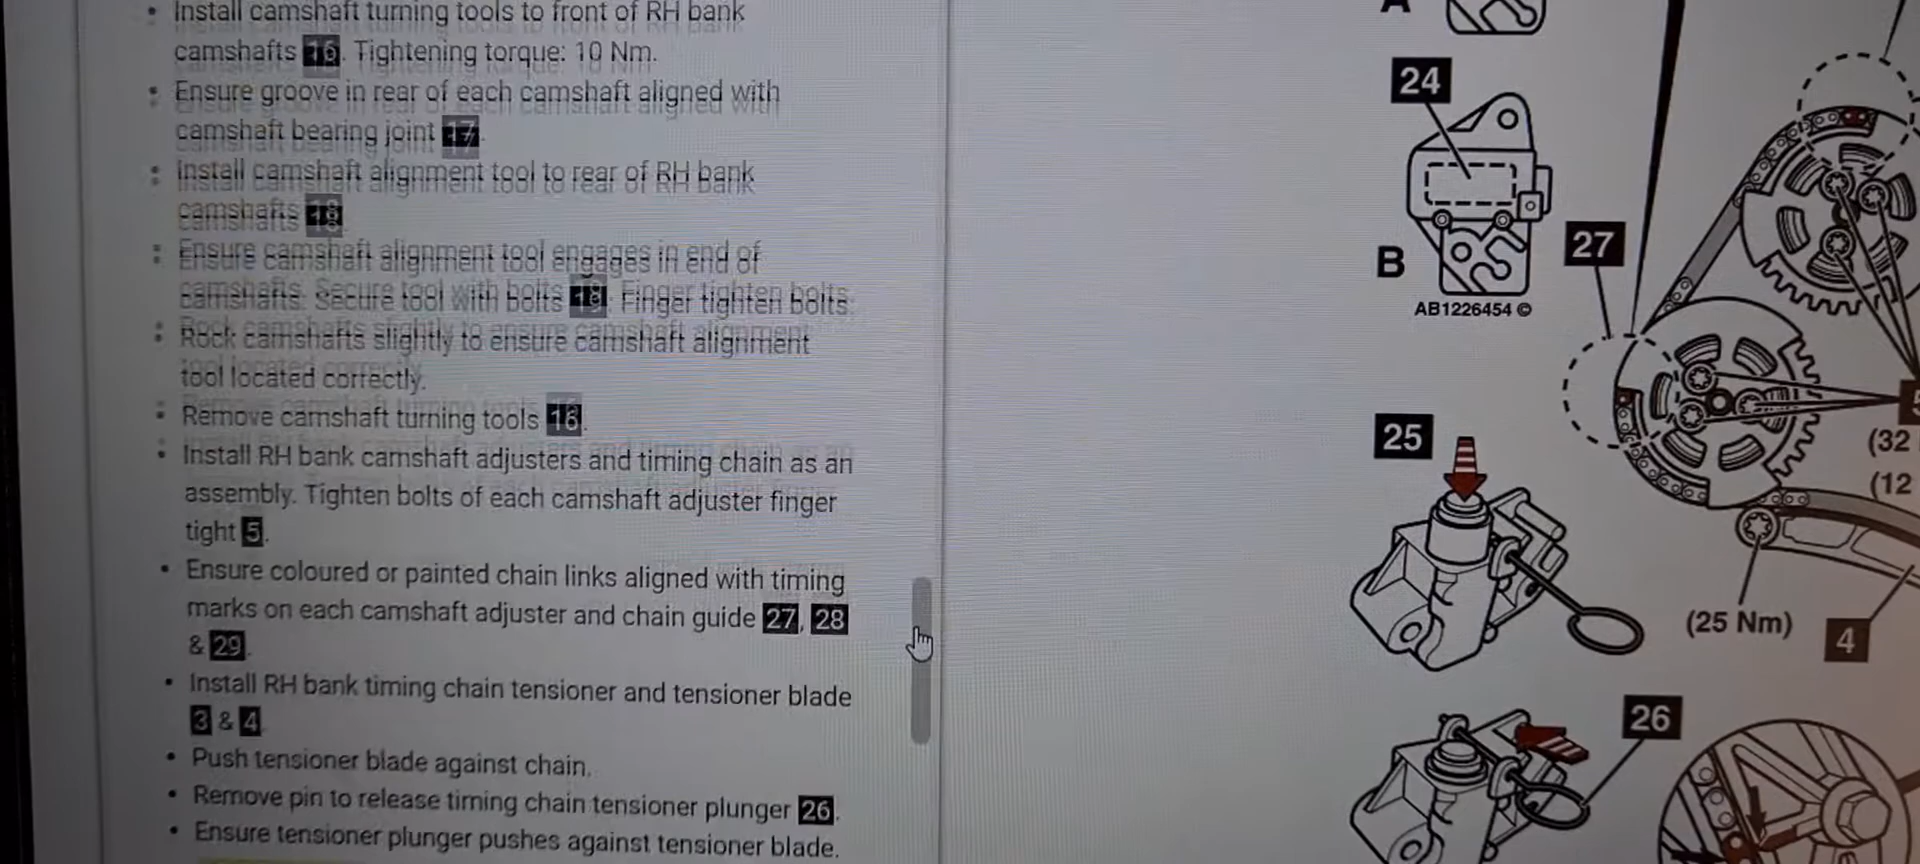 Install camshaft turning tools to front of RH bank
camshafts 16. Tightening torque: 10 Nm.
Ensure groove in rear of each camshaft aligned with
camshaft bearing joint 17.
Install camshaft alignment tool to rear of RH bank
camshafts 18.
Ensure camshaft alignment tool engages in end of
camshafts. Secure tool with bolts 19. Finger tighten bolts.
Rock camshafts slightly to ensure camshaft alignment
tool located correctly.
Remove camshaft turning tools 16.
Install RH bank camshaft adjusters and timing chain as an
assembly. Tighten bolts of each camshaft adjuster finger
tight 5.
Ensure coloured or painted chain links aligned with timing
marks on each camshaft adjuster and chain guide 27, 28
& 29.
Install RH bank timing chain tensioner and tensioner blade
3 & 4.
Push tensioner blade against chain.
Remove pin to release timing chain tensioner plunger 26.
Ensure tensioner plunger pushes against tensioner blade.
A
24
B
AB1226454 ©
27
25
5
(32
(12
(25 Nm)
4
26